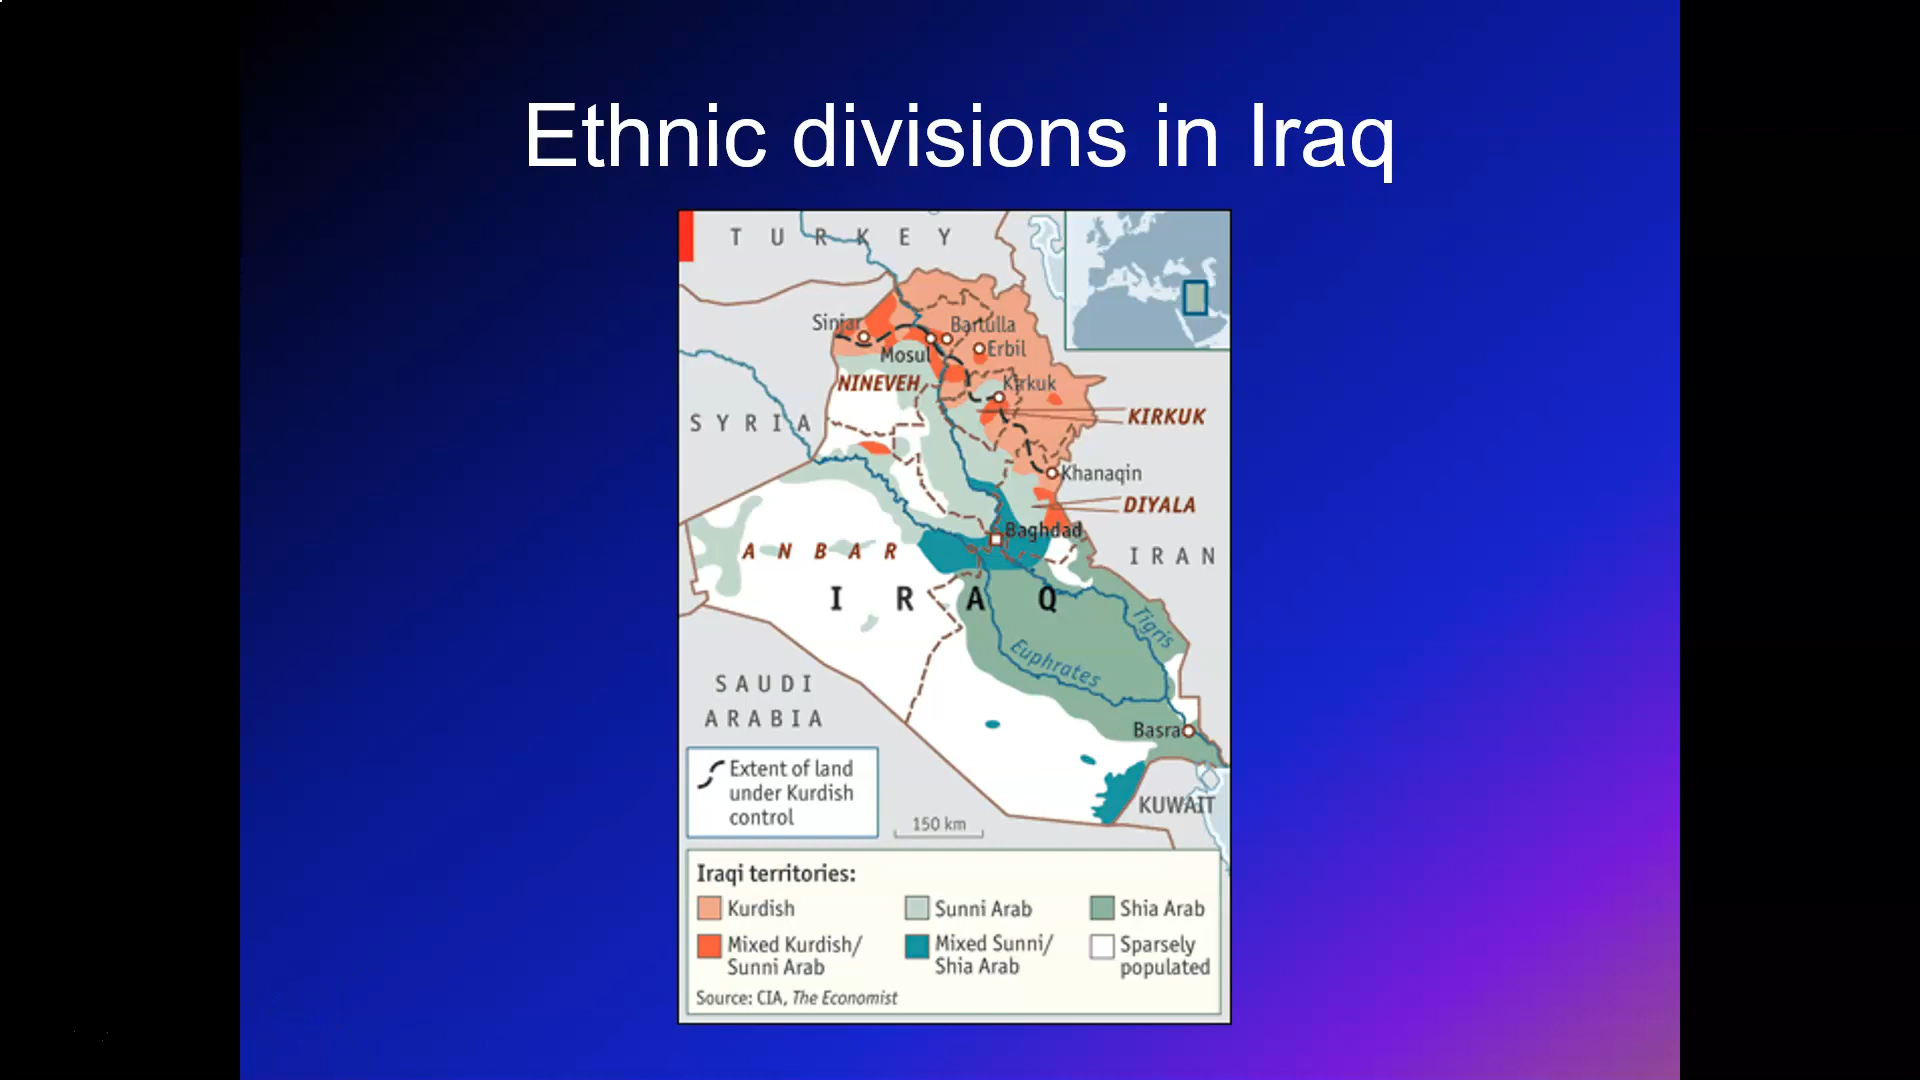 Ethnic divisions in Iraq
TURKEY
Sinjar
Bartulla
Mosul
Erbil
NINEVEH
Kirkuk
SYRIA
KIRKUK
Khanaqin
DIYALA
Baghdad
ANBAR
IRAN
IRAQ
Tigris
Euphrates
SAUDI
ARABIA
Basra
Extent of land
under Kurdish
control
150 km
KUWAIT
Iraqi territories:
Kurdish
Sunni Arab
Shia Arab
Mixed Kurdish/
Sunni Arab
Mixed Sunni/
Shia Arab
Sparsely
populated
Source: CIA, The Economist